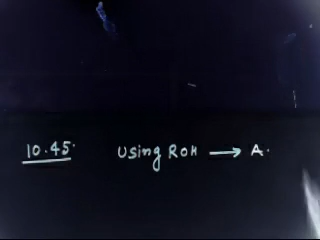 10.45. Using ROH → A.